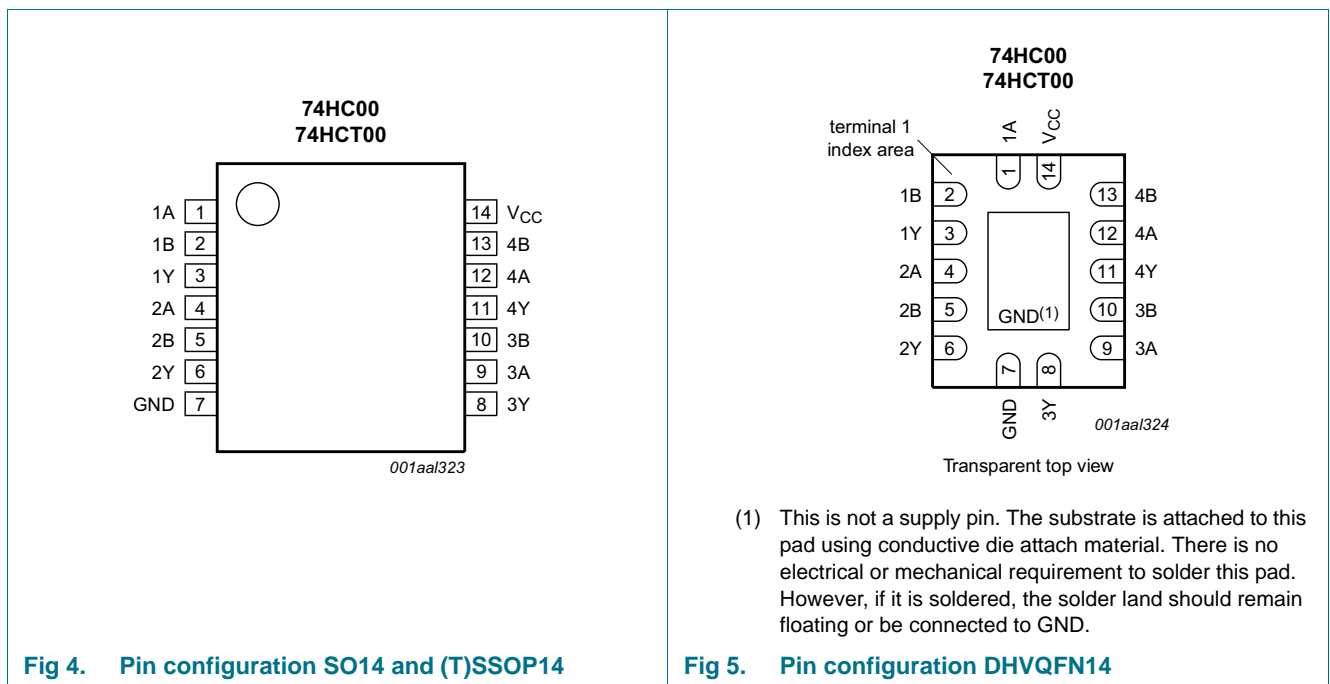 74HC00
74HCT00
1A 1
1B 2
1Y 3
2A 4
2B 5
2Y 6
GND 7
14 VCC
13 4B
12 4A
11 4Y
10 3B
9 3A
8 3Y
001aal323
Fig 4. Pin configuration SO14 and (T)SSOP14
74HC00
74HCT00
terminal 1
index area
1A
VCC
1
14
1B 2
1Y 3
2A 4
2B 5
2Y 6
13 4B
12 4A
11 4Y
10 3B
9 3A
GND(1)
7
8
GND
3Y
001aal324
Transparent top view
(1) This is not a supply pin. The substrate is attached to this
pad using conductive die attach material. There is no
electrical or mechanical requirement to solder this pad.
However, if it is soldered, the solder land should remain
floating or be connected to GND.
Fig 5. Pin configuration DHVQFN14